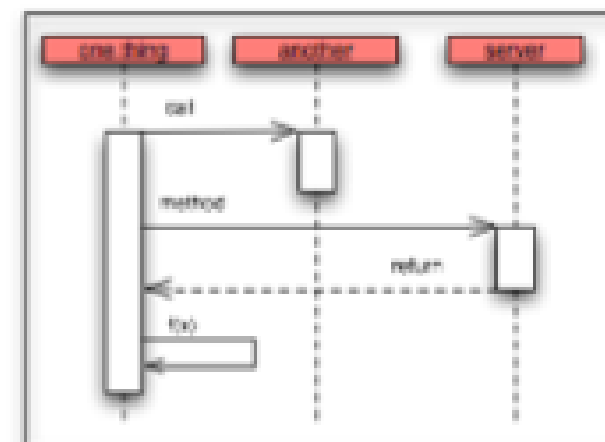 one thing
another
server
call
method
return
f(x)